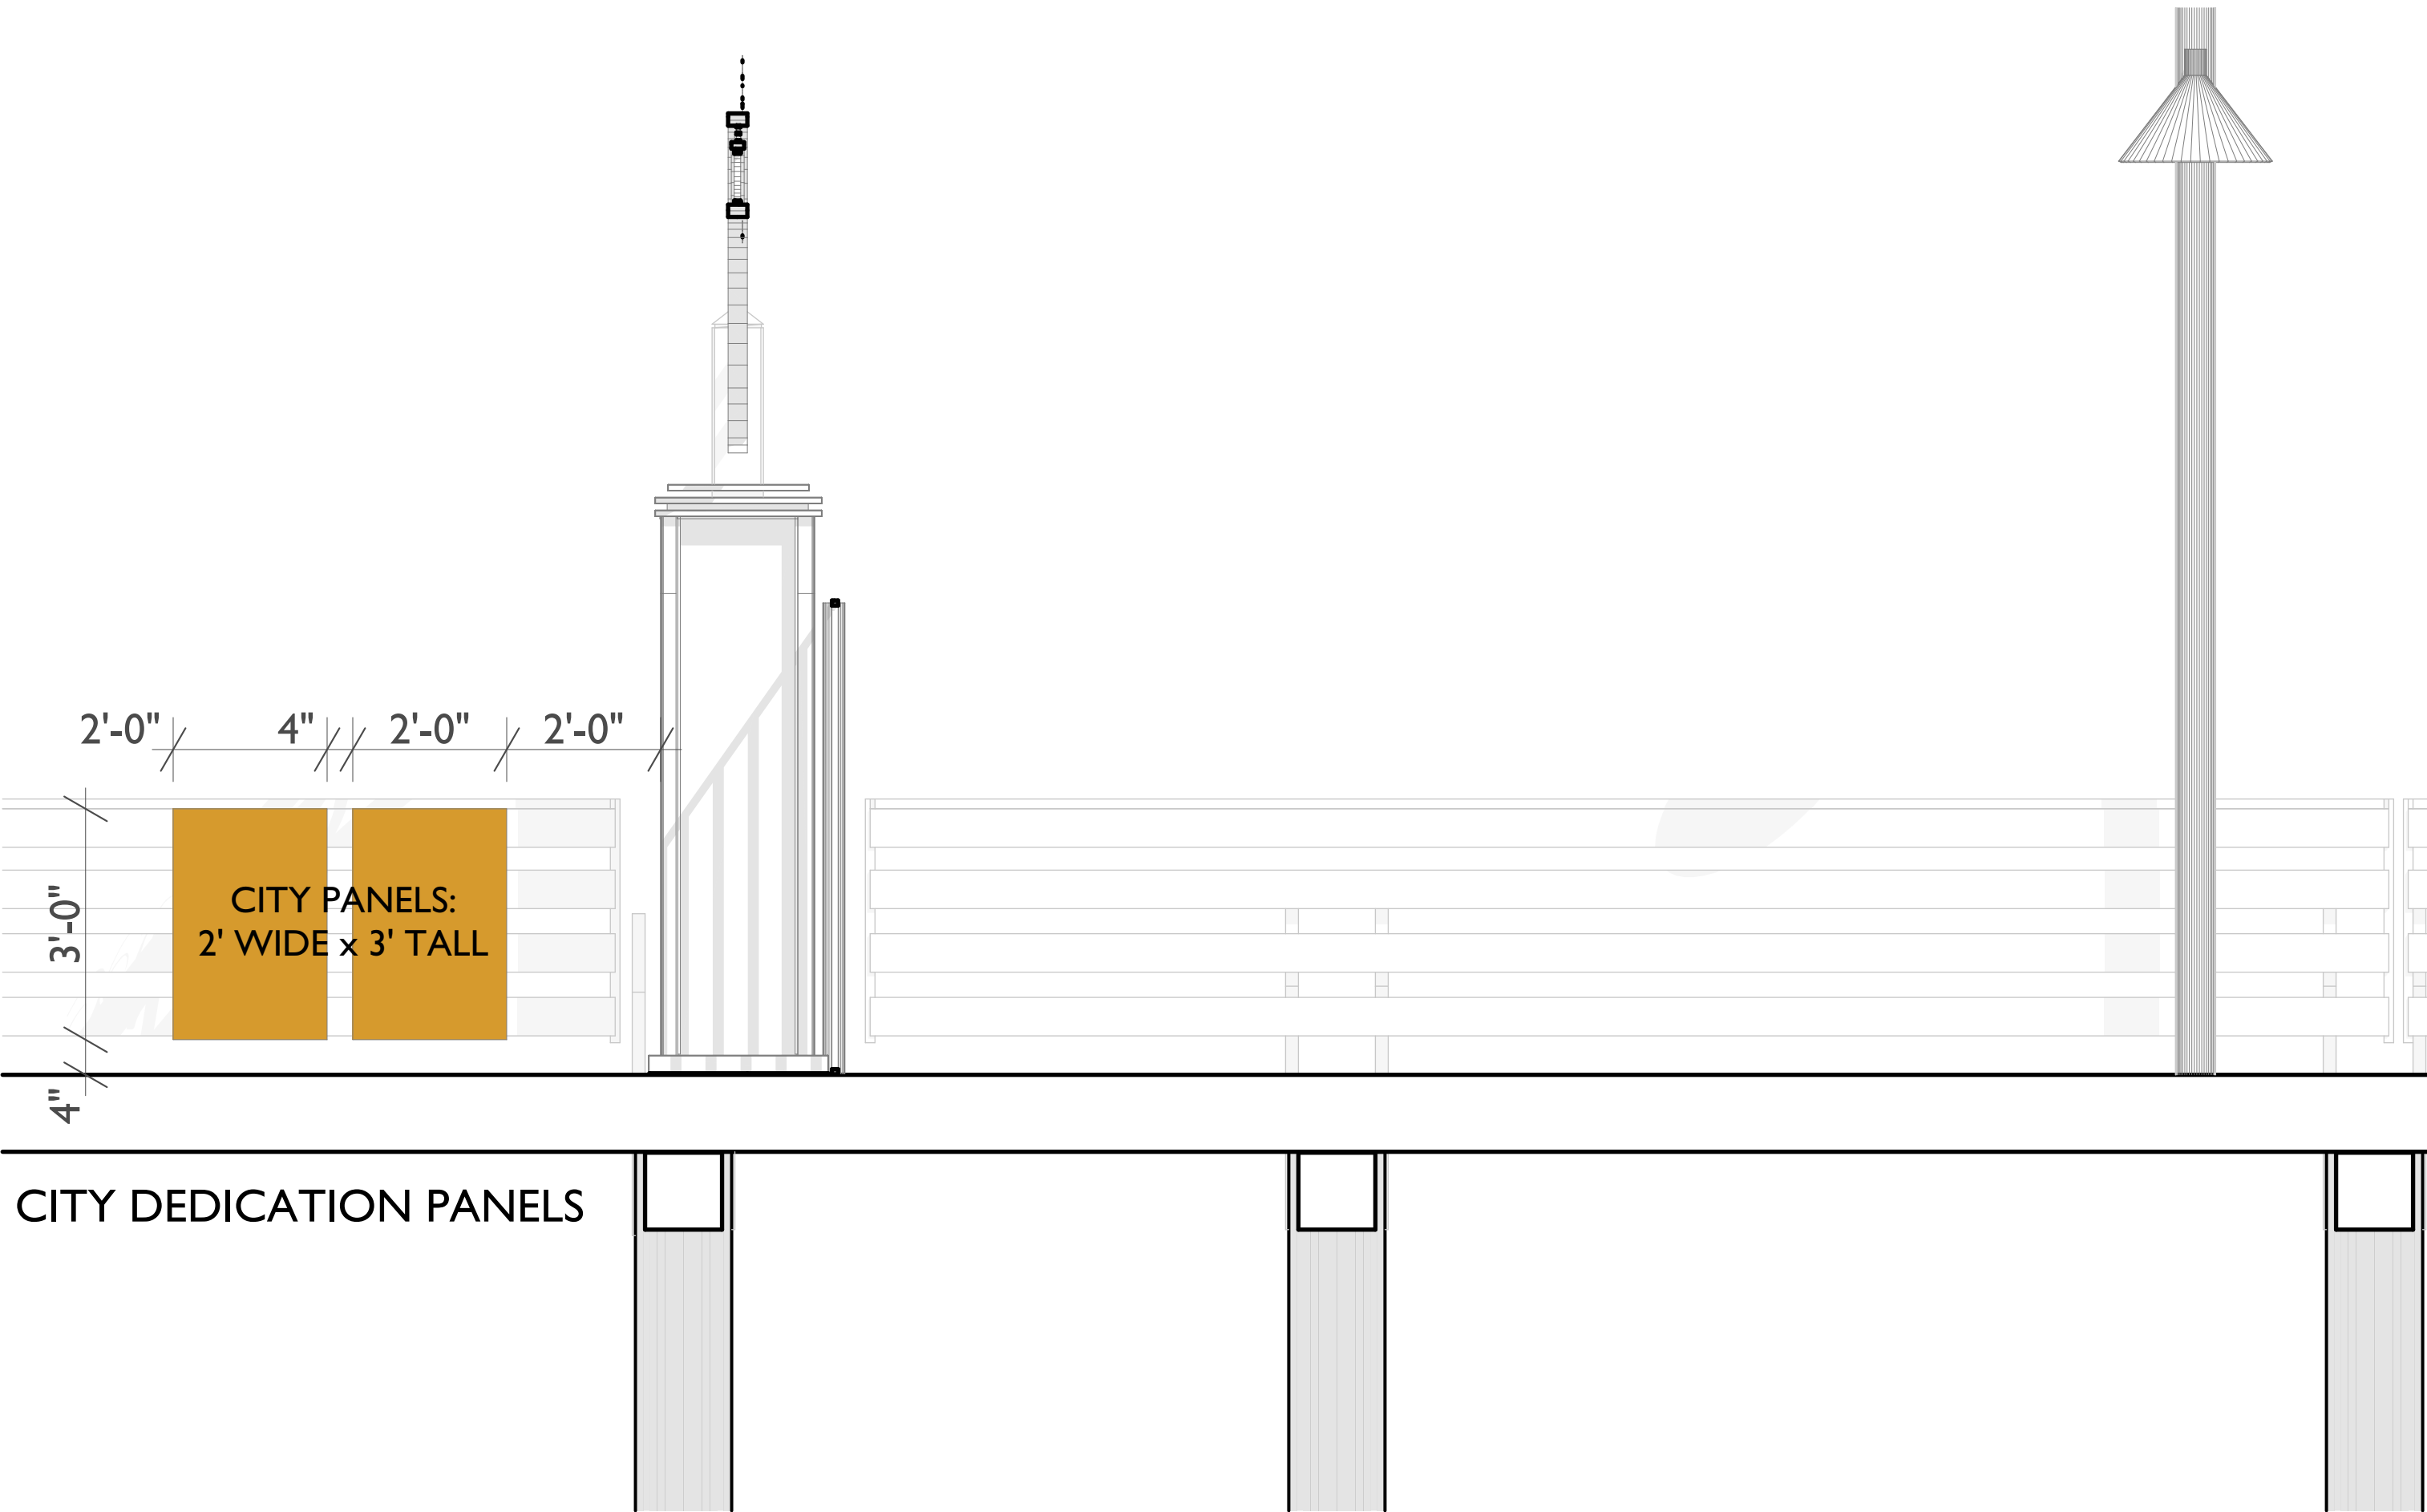 2'-0" 4" 2'-0" 2'-0"
3'-0"
4"
CITY PANELS:
2' WIDE x 3' TALL
CITY DEDICATION PANELS